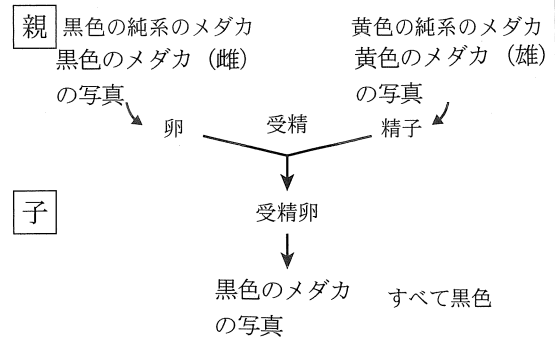 親
黒色の純系のメダカ
黒色のメダカ（雌）
の写真
黄色の純系のメダカ
黄色のメダカ（雄）
の写真
卵
受精
精子
子
受精卵
黒色のメダカ
の写真
すべて黒色